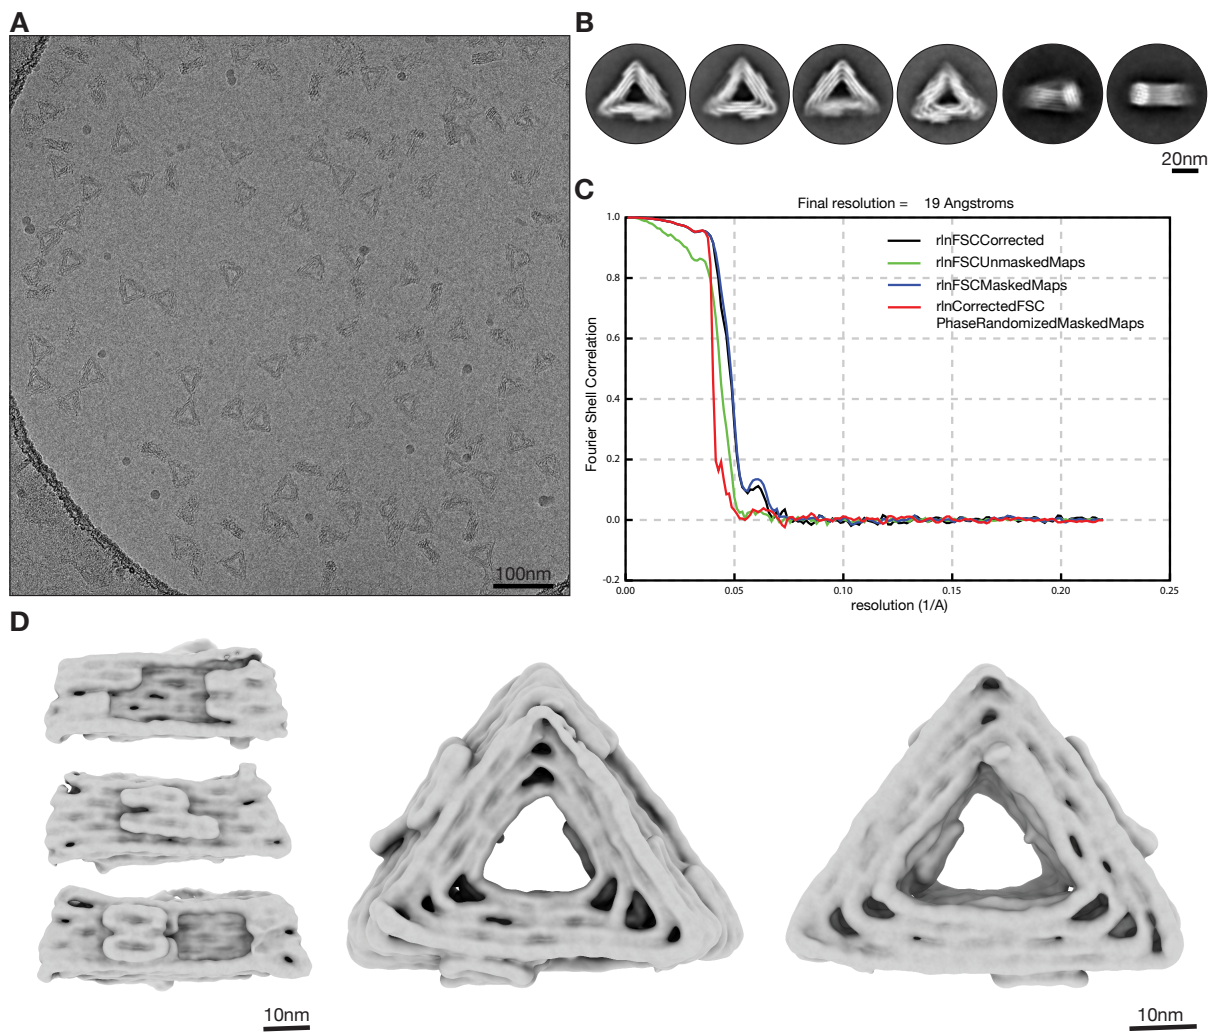 A
100nm
B
20nm
C
Final resolution = 19 Angstroms
1.0
0.8
0.6
0.4
0.2
0.0
-0.2
Fourier Shell Correlation
rlnFSCCorrected
rlnFSCUnmaskedMaps
rlnFSCMaskedMaps
rlnCorrectedFSC
PhaseRandomizedMaskedMaps
0.00 0.05 0.10 0.15 0.20 0.25
resolution (1/A)
D
10nm
10nm